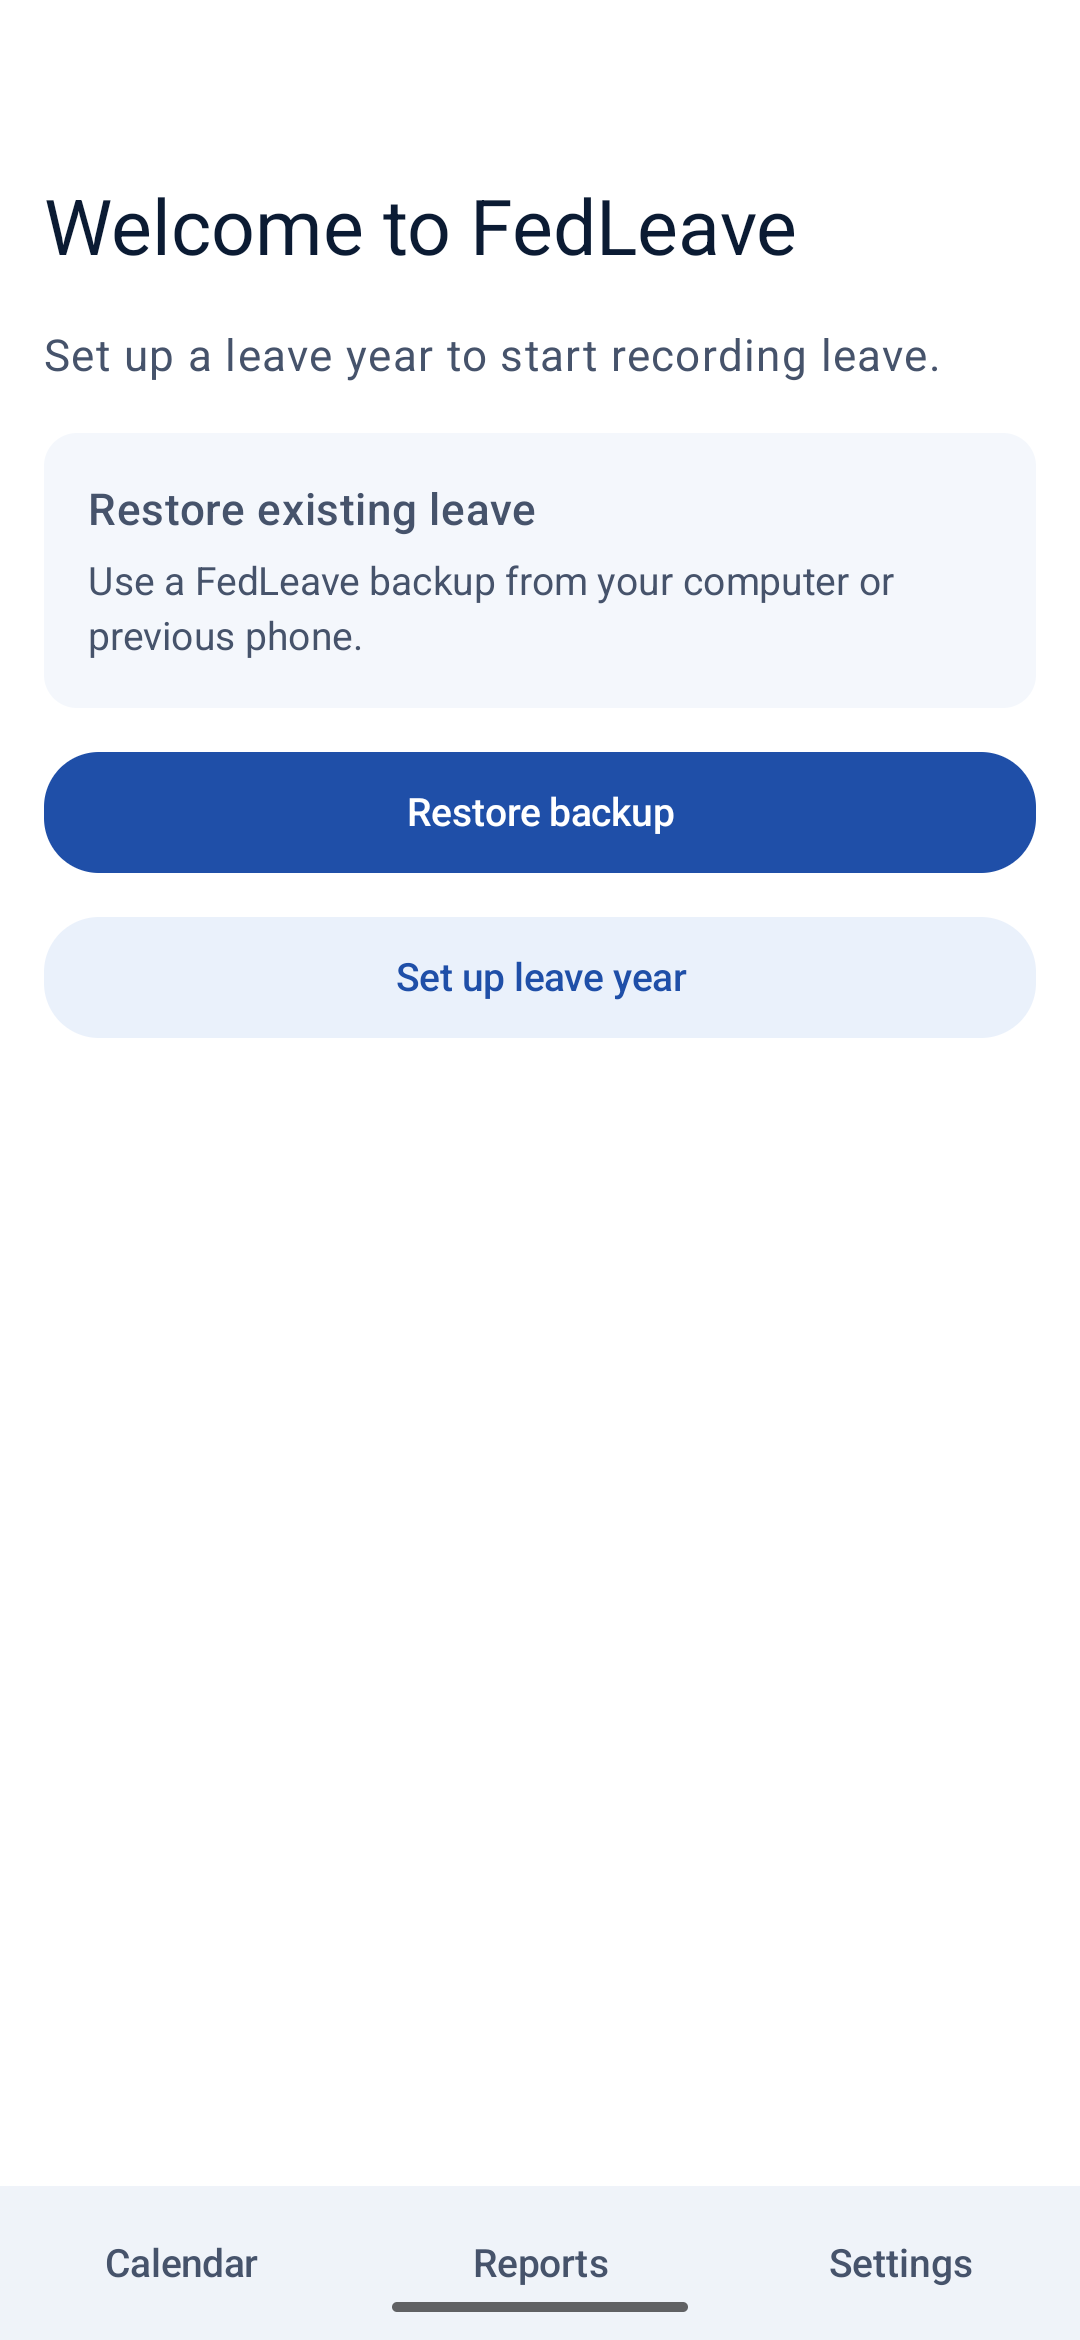 Welcome to FedLeave
Set up a leave year to start recording leave.
Restore existing leave
Use a FedLeave backup from your computer or
previous phone.
Restore backup
Set up leave year
Calendar
Reports
Settings